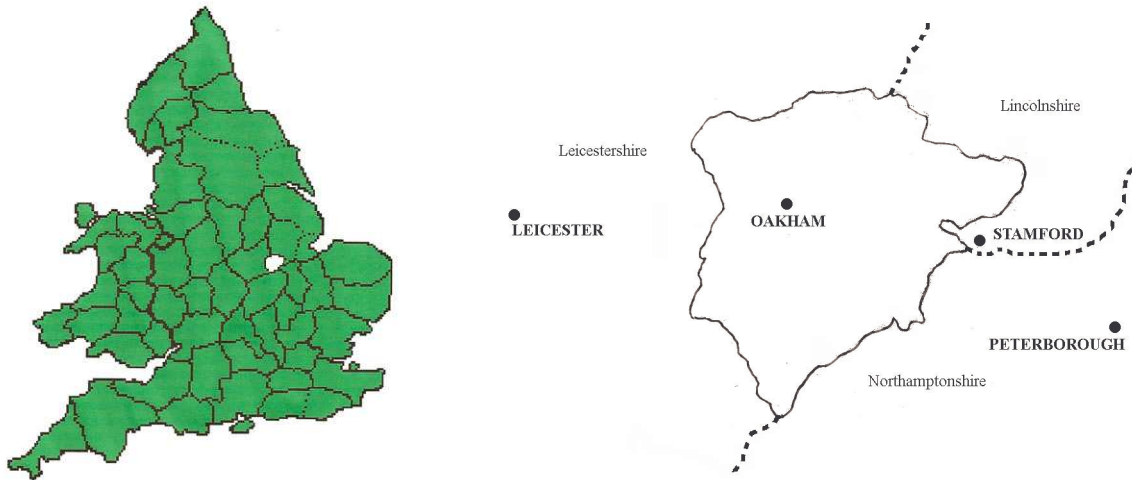 Lincolnshire
Leicestershire
OAKHAM
LEICESTER
STAMFORD
PETERBOROUGH
Northamptonshire